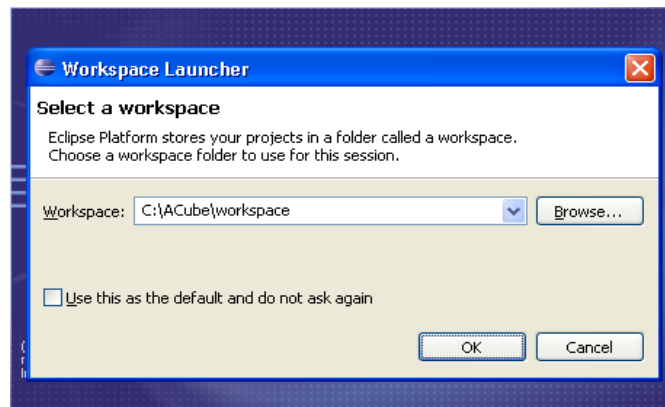 Workspace Launcher
Select a workspace
Eclipse Platform stores your projects in a folder called a workspace.
Choose a workspace folder to use for this session.
Workspace: C:\ACube\workspace Browse...
Use this as the default and do not ask again
OK Cancel